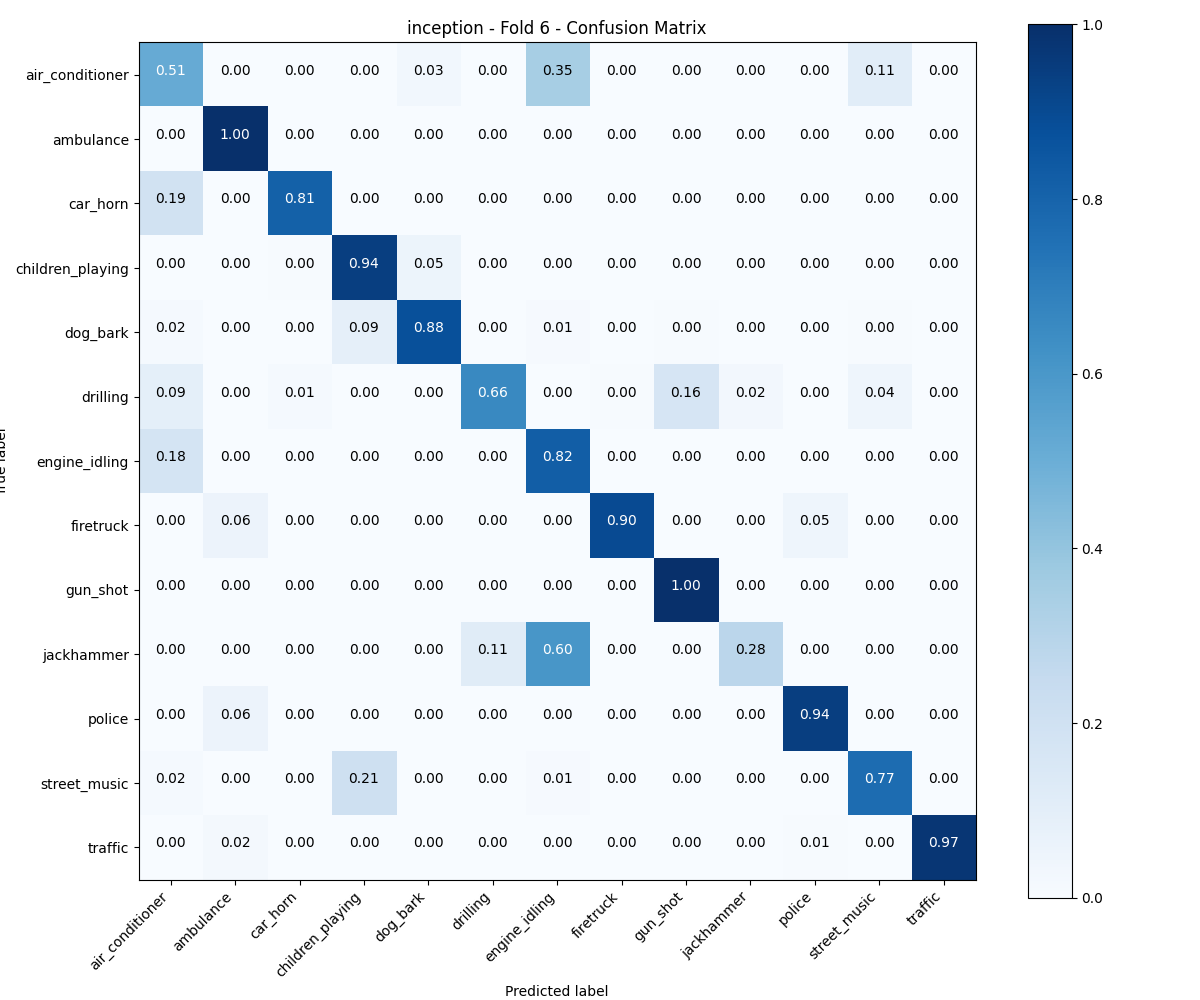 inception - Fold 6 - Confusion Matrix
air_conditioner 0.51 0.00 0.00 0.00 0.03 0.00 0.35 0.00 0.00 0.00 0.00 0.11 0.00
ambulance 0.00 1.00 0.00 0.00 0.00 0.00 0.00 0.00 0.00 0.00 0.00 0.00 0.00
car_horn 0.19 0.00 0.81 0.00 0.00 0.00 0.00 0.00 0.00 0.00 0.00 0.00 0.00
children_playing 0.00 0.00 0.00 0.94 0.05 0.00 0.00 0.00 0.00 0.00 0.00 0.00 0.00
dog_bark 0.02 0.00 0.00 0.09 0.88 0.00 0.01 0.00 0.00 0.00 0.00 0.00 0.00
drilling 0.09 0.00 0.01 0.00 0.00 0.66 0.00 0.00 0.16 0.02 0.00 0.04 0.00
engine_idling 0.18 0.00 0.00 0.00 0.00 0.00 0.82 0.00 0.00 0.00 0.00 0.00 0.00
firetruck 0.00 0.06 0.00 0.00 0.00 0.00 0.00 0.90 0.00 0.00 0.05 0.00 0.00
gun_shot 0.00 0.00 0.00 0.00 0.00 0.00 0.00 0.00 1.00 0.00 0.00 0.00 0.00
jackhammer 0.00 0.00 0.00 0.00 0.00 0.11 0.60 0.00 0.00 0.28 0.00 0.00 0.00
police 0.00 0.06 0.00 0.00 0.00 0.00 0.00 0.00 0.00 0.00 0.94 0.00 0.00
street_music 0.02 0.00 0.00 0.21 0.00 0.00 0.01 0.00 0.00 0.00 0.00 0.77 0.00
traffic 0.00 0.02 0.00 0.00 0.00 0.00 0.00 0.00 0.00 0.00 0.01 0.00 0.97
air_conditioner ambulance car_horn children_playing dog_bark drilling engine_idling firetruck gun_shot jackhammer police street_music traffic
Predicted label
1.0
0.8
0.6
0.4
0.2
0.0